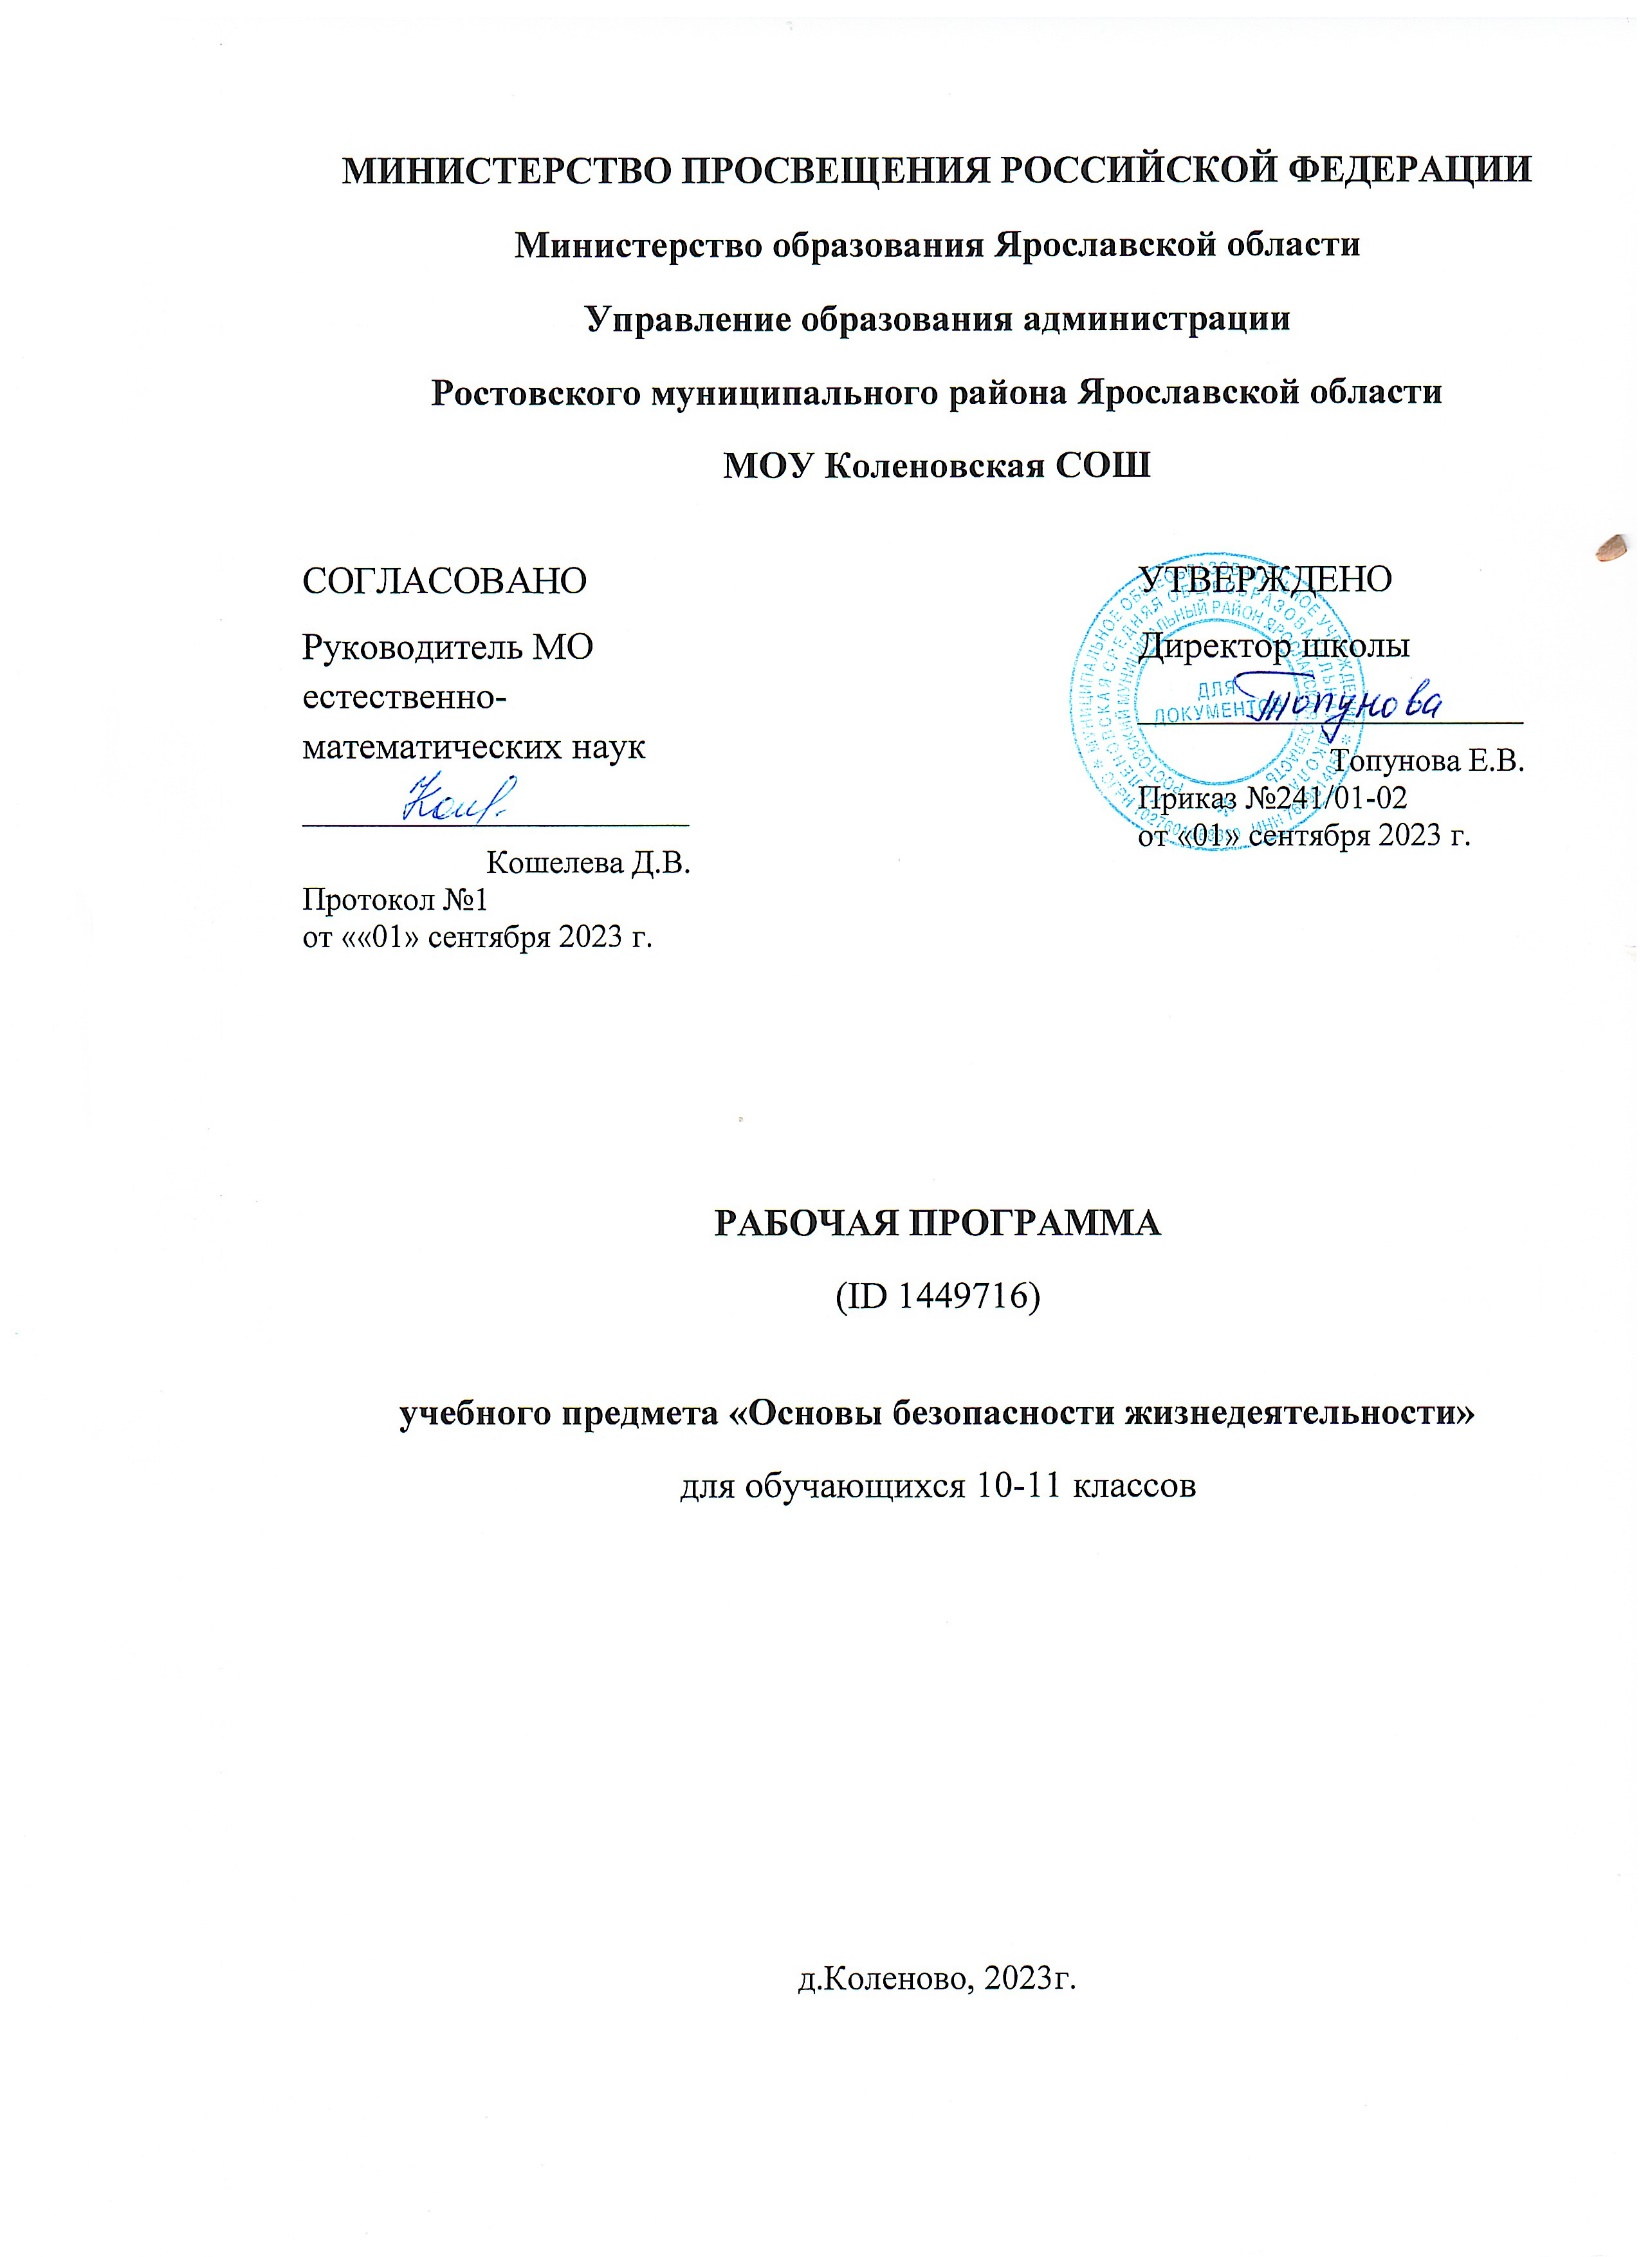 МИНИСТЕРСТВО ПРОСВЕЩЕНИЯ РОССИЙСКОЙ ФЕДЕРАЦИИ
Министерство образования Ярославской области
Управление образования администрации
Ростовского муниципального района Ярославской области
МОУ Коленовская СОШ
СОГЛАСОВАНО
Руководитель МО
естественно-
математических наук
Кошелева Д.В.
Протокол №1
от ««01» сентября 2023 г.
УТВЕРЖДЕНО
Директор школы
Топунова
Топунова Е.В.
Приказ №241/01-02
от «01» сентября 2023 г.
ДЛЯ
ДОКУМЕНТОВ
РАБОЧАЯ ПРОГРАММА
(ID 1449716)
учебного предмета «Основы безопасности жизнедеятельности»
для обучающихся 10-11 классов
д.Коленово, 2023г.